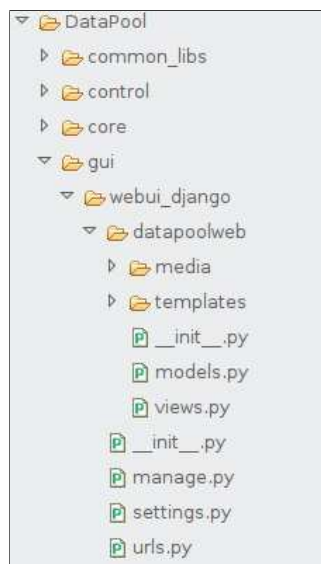 DataPool
common_libs
control
core
gui
webui_django
datapoolweb
media
templates
__init__.py
models.py
views.py
__init__.py
manage.py
settings.py
urls.py